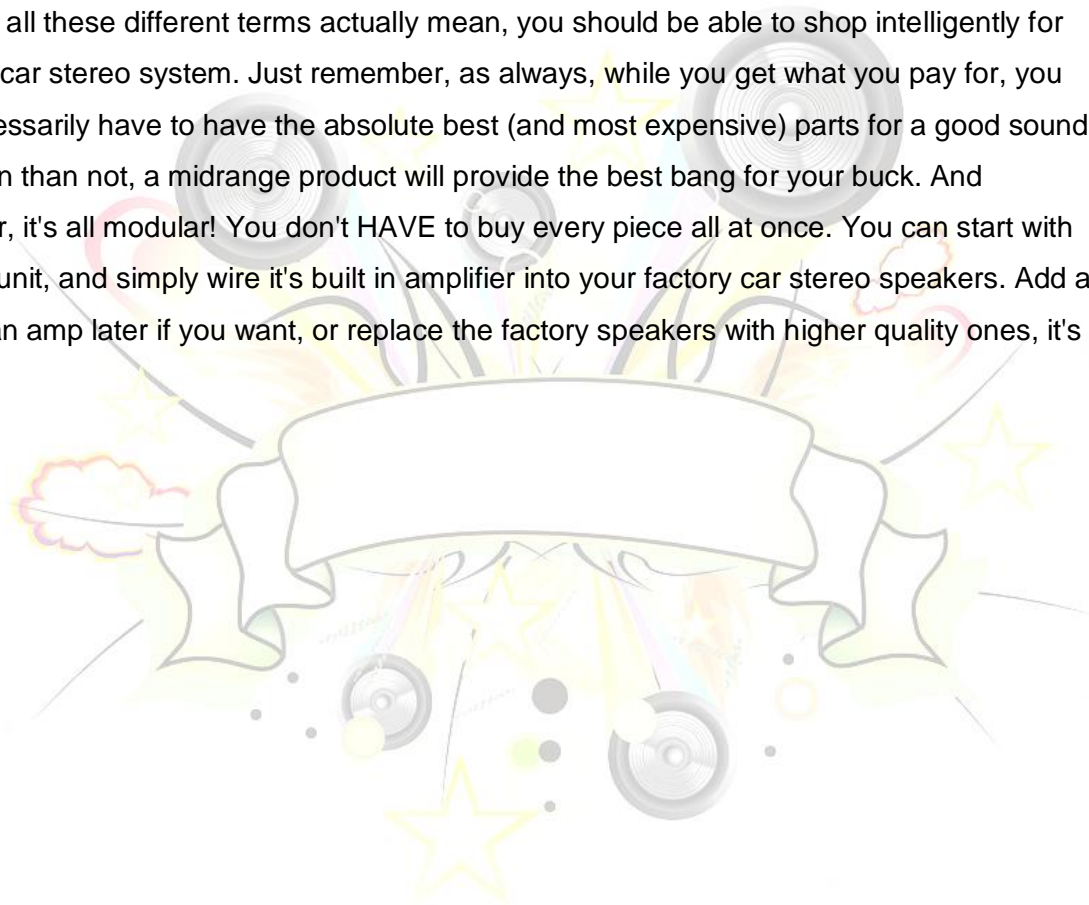 all these different terms actually mean, you should be able to shop intelligently for
car stereo system. Just remember, as always, while you get what you pay for, you
essarily have to have the absolute best (and most expensive) parts for a good sound
n than not, a midrange product will provide the best bang for your buck. And
r, it's all modular! You don't HAVE to buy every piece all at once. You can start with
unit, and simply wire it's built in amplifier into your factory car stereo speakers. Add a
an amp later if you want, or replace the factory speakers with higher quality ones, it's